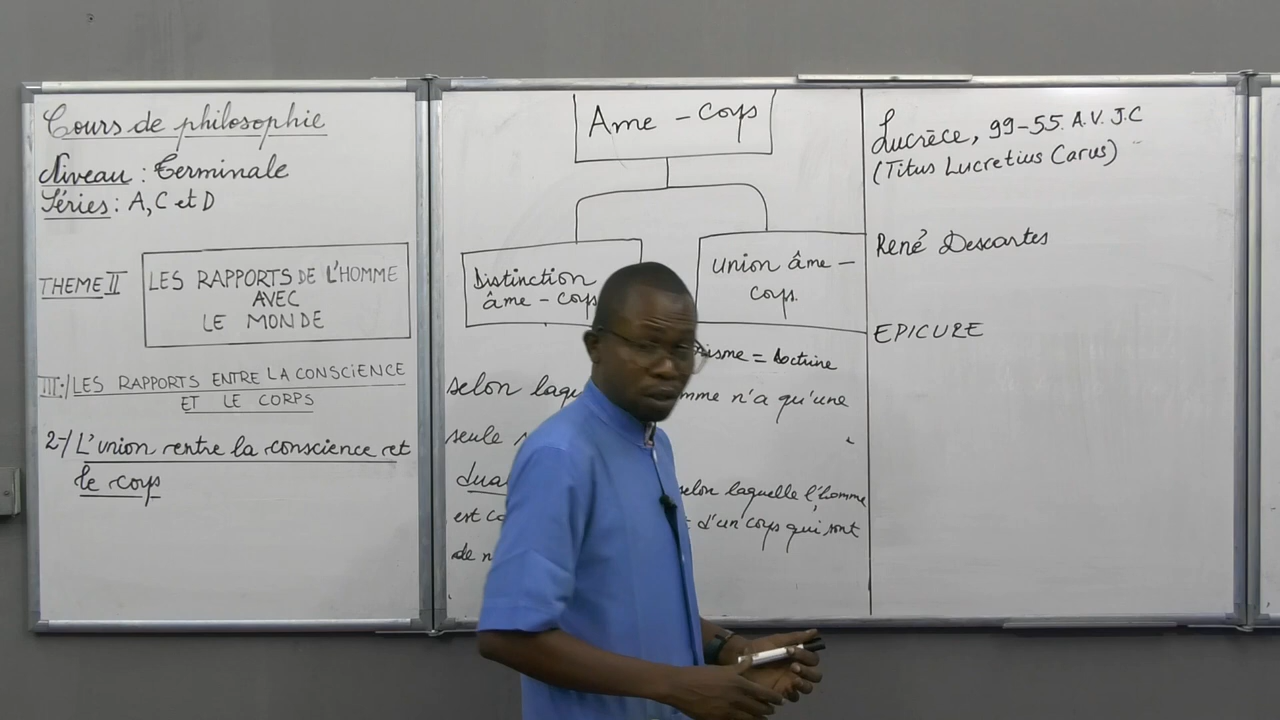 Cours de philosophie
Niveau : Terminale
Séries : A, C et D
THEME II
LES RAPPORTS DE L'HOMME
AVEC
LE MONDE
III-/ LES RAPPORTS ENTRE LA CONSCIENCE
ET LE CORPS
2-/ L'union entre la conscience et
le corps
Ame - Corps
Distinction
âme - corps
Union âme -
corps.
= Doctrine
selon n'a qu'une
seule
selon laquelle l'homme
est d'un corps qui sont
de
Lucrèce, 99-55. A.V. J.C
(Titus Lucretius Carus)
René Descartes
EPICURE